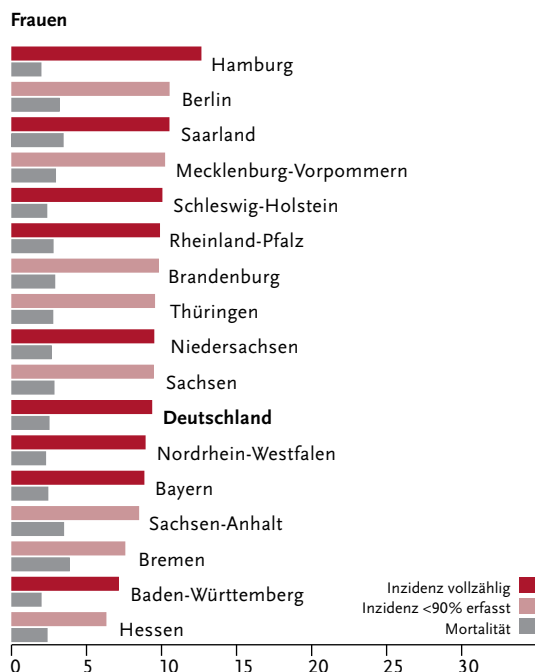 Frauen
Hamburg
Berlin
Saarland
Mecklenburg-Vorpommern
Schleswig-Holstein
Rheinland-Pfalz
Brandenburg
Thüringen
Niedersachsen
Sachsen
Deutschland
Nordrhein-Westfalen
Bayern
Sachsen-Anhalt
Bremen
Baden-Württemberg
Hessen
Inzidenz vollzählig
Inzidenz <90% erfasst
Mortalität
0 5 10 15 20 25 30